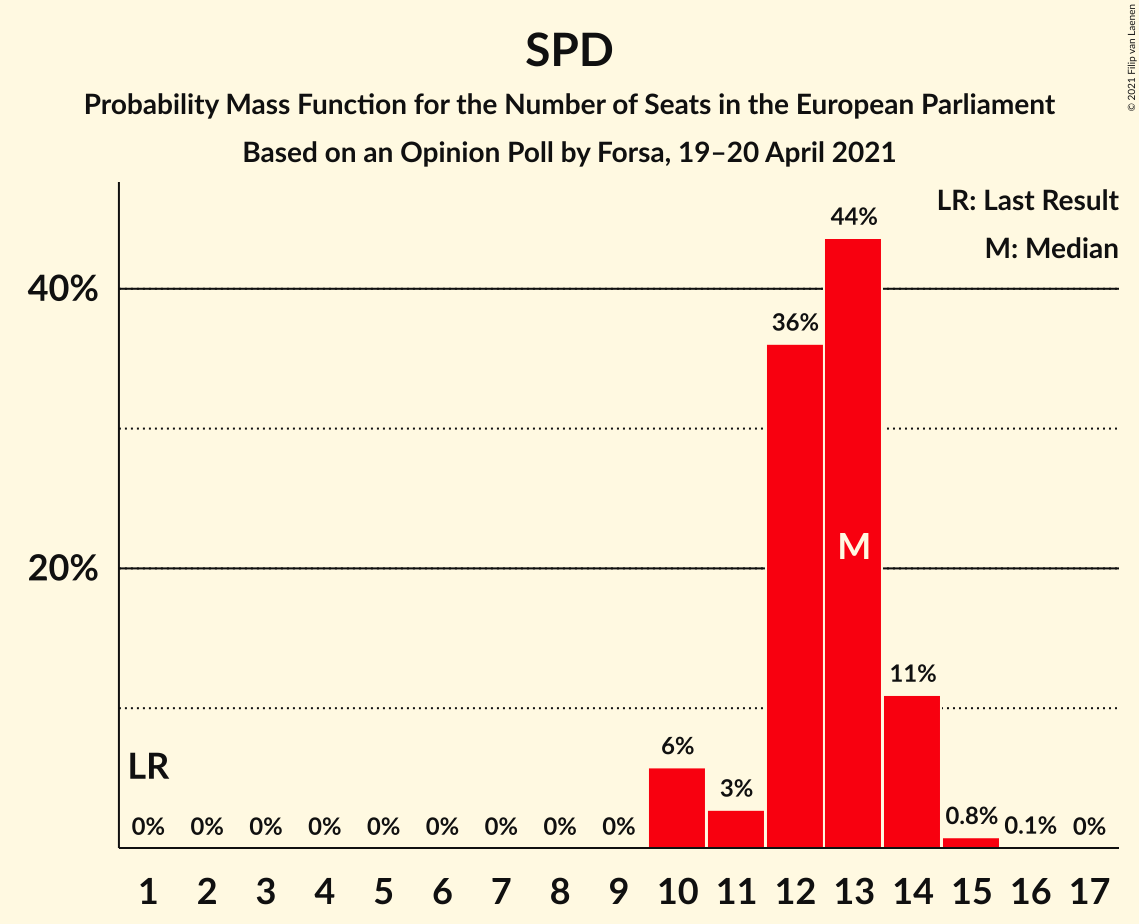 SPD
Probability Mass Function for the Number of Seats in the European Parliament
Based on an Opinion Poll by Forsa, 19–20 April 2021
© 2021 Filip van Laenen
LR: Last Result
M: Median
44%
40%
36%
M
20%
11%
LR
6%
3%
0% 0% 0% 0% 0% 0% 0% 0% 0% 0.8% 0.1% 0%
1 2 3 4 5 6 7 8 9 10 11 12 13 14 15 16 17